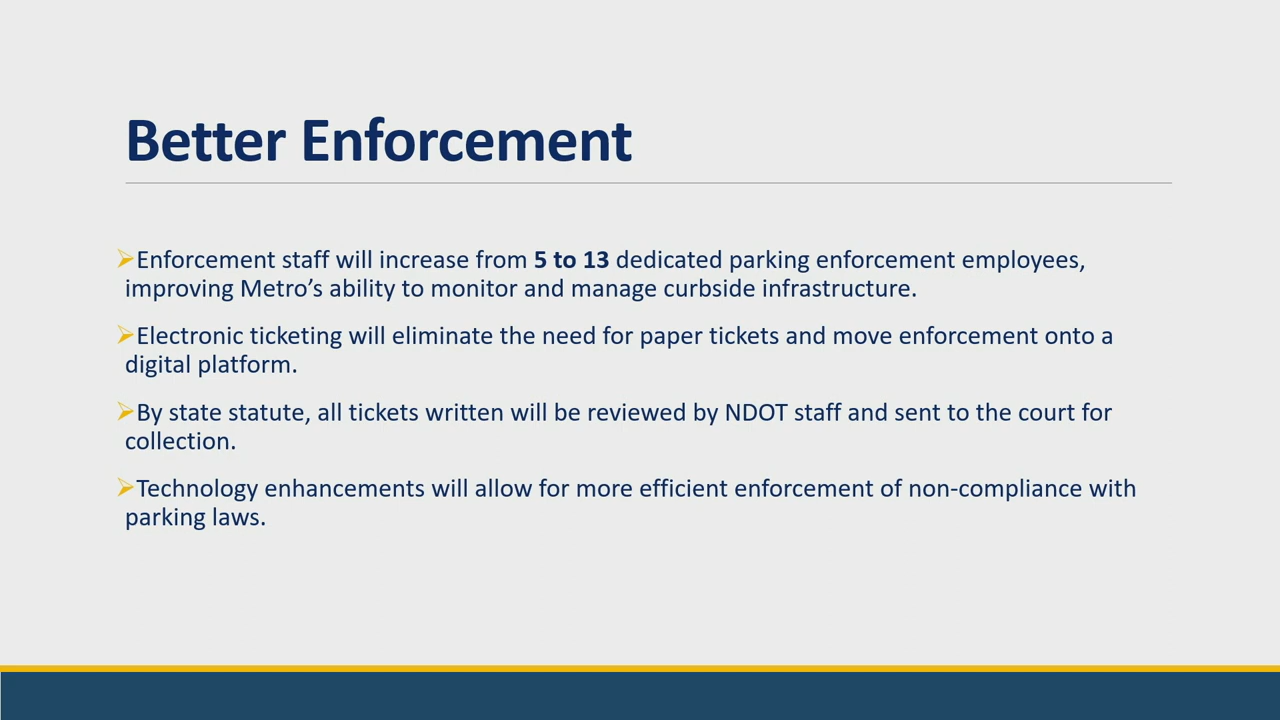 Better Enforcement
Enforcement staff will increase from 5 to 13 dedicated parking enforcement employees,
improving Metro’s ability to monitor and manage curbside infrastructure.
Electronic ticketing will eliminate the need for paper tickets and move enforcement onto a
digital platform.
By state statute, all tickets written will be reviewed by NDOT staff and sent to the court for
collection.
Technology enhancements will allow for more efficient enforcement of non-compliance with
parking laws.